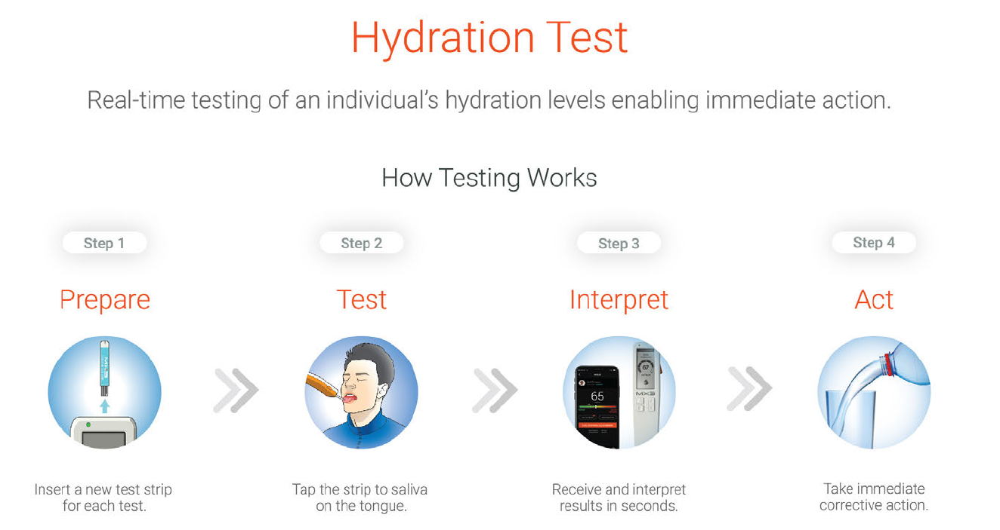 Hydration Test
Real-time testing of an individual's hydration levels enabling immediate action.
How Testing Works
Step 1
Step 2
Step 3
Step 4
Prepare
Test
Interpret
Act
65
67
MX3
Insert a new test strip
for each test.
Tap the strip to saliva
on the tongue.
Receive and interpret
results in seconds.
Take immediate
corrective action.